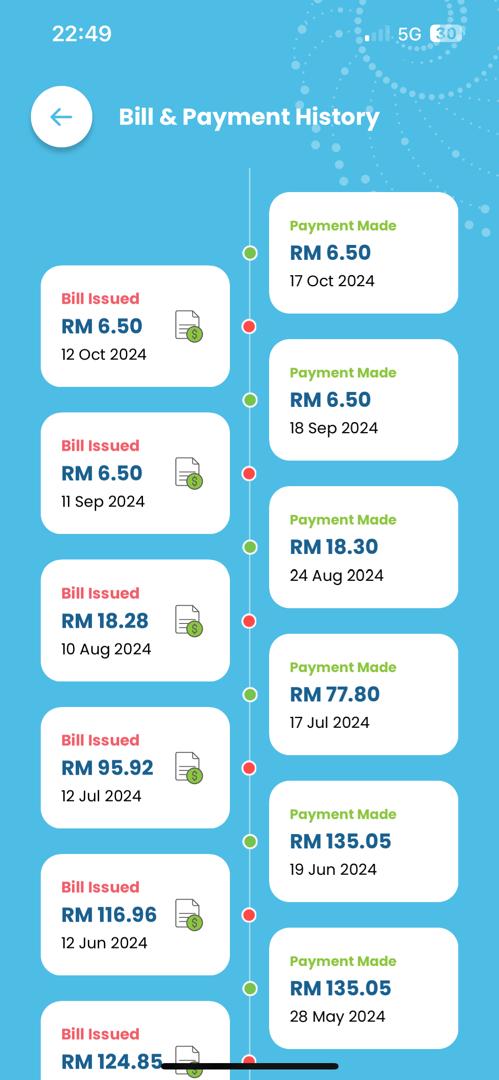 22:49
5G
30
Bill & Payment History
Payment Made
RM 6.50
17 Oct 2024
Bill Issued
RM 6.50
12 Oct 2024
Payment Made
RM 6.50
18 Sep 2024
Bill Issued
RM 6.50
11 Sep 2024
Payment Made
RM 18.30
24 Aug 2024
Bill Issued
RM 18.28
10 Aug 2024
Payment Made
RM 77.80
17 Jul 2024
Bill Issued
RM 95.92
12 Jul 2024
Payment Made
RM 135.05
19 Jun 2024
Bill Issued
RM 116.96
12 Jun 2024
Payment Made
RM 135.05
28 May 2024
Bill Issued
RM 124.85